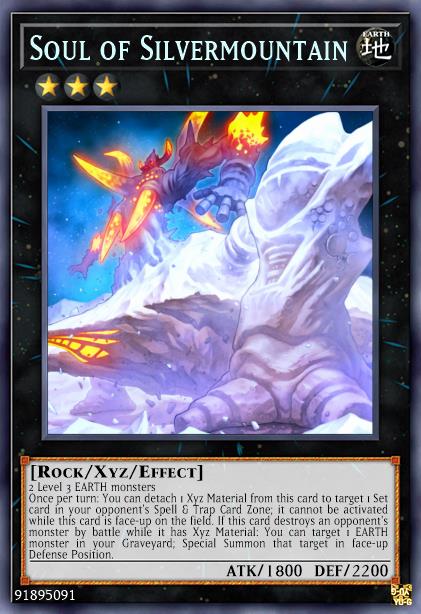 Soul of Silvermountain
EARTH
地
[Rock/Xyz/Effect]
2 Level 3 EARTH monsters
Once per turn: You can detach 1 Xyz Material from this card to target 1 Set
card in your opponent's Spell & Trap Card Zone; it cannot be activated
while this card is face-up on the field. If this card destroys an opponent's
monster by battle while it has Xyz Material: You can target 1 EARTH
monster in your Graveyard; Special Summon that target in face-up
Defense Position.
ATK/1800 DEF/2200
91895091